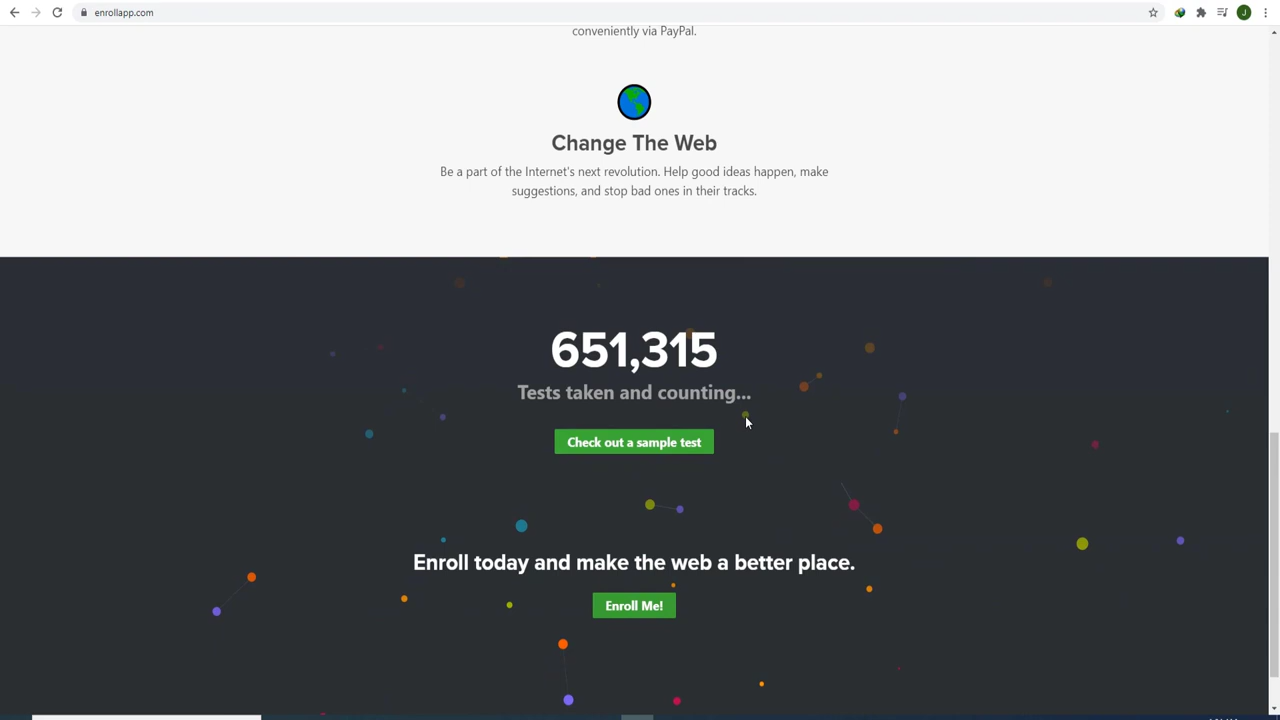 enrollapp.com
J
conveniently via PayPal.
Change The Web
Be a part of the Internet's next revolution. Help good ideas happen, make
suggestions, and stop bad ones in their tracks.
651,315
Tests taken and counting...
Check out a sample test
Enroll today and make the web a better place.
Enroll Me!